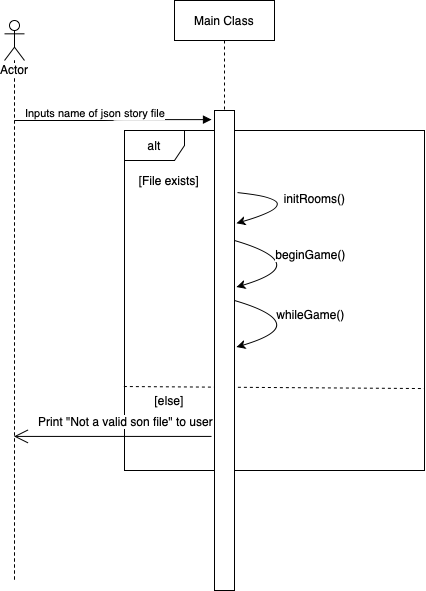 Main Class
Actor
Inputs name of json story file
alt
[File exists]
initRooms()
beginGame()
whileGame()
[else]
Print "Not a valid son file" to user